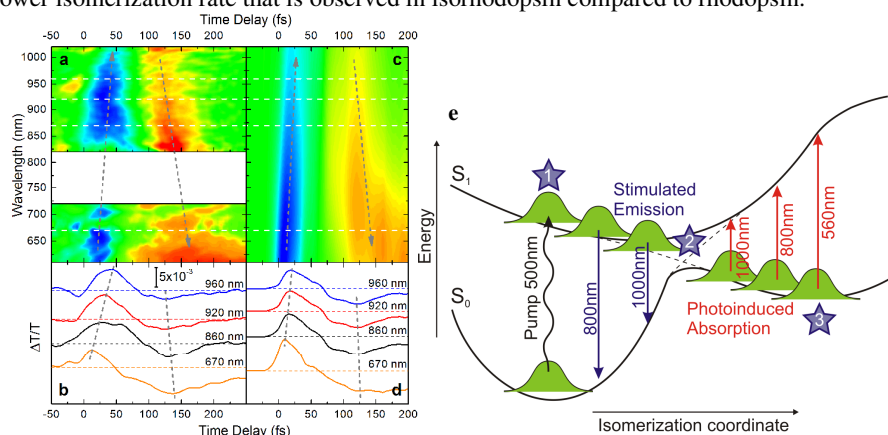 ower isomerization rate that is observed in isorhodopsin compared to rhodopsin.
Time Delay (fs)
-50 0 50 100 150 200
0 50 100 150 200
a
c
Wavelength (nm)
1000
950
900
850
800
750
700
650
5x10⁻³
960 nm
920 nm
860 nm
670 nm
960 nm
920 nm
860 nm
670 nm
ΔT/T
b
d
-50 0 50 100 150 200
0 50 100 150 200
Time Delay (fs)
e
Energy
S₁
S₀
1
Stimulated
Emission
2
Pump 500nm
800nm
1000nm
1000nm
800nm
560nm
Photoinduced
Absorption
3
Isomerization coordinate